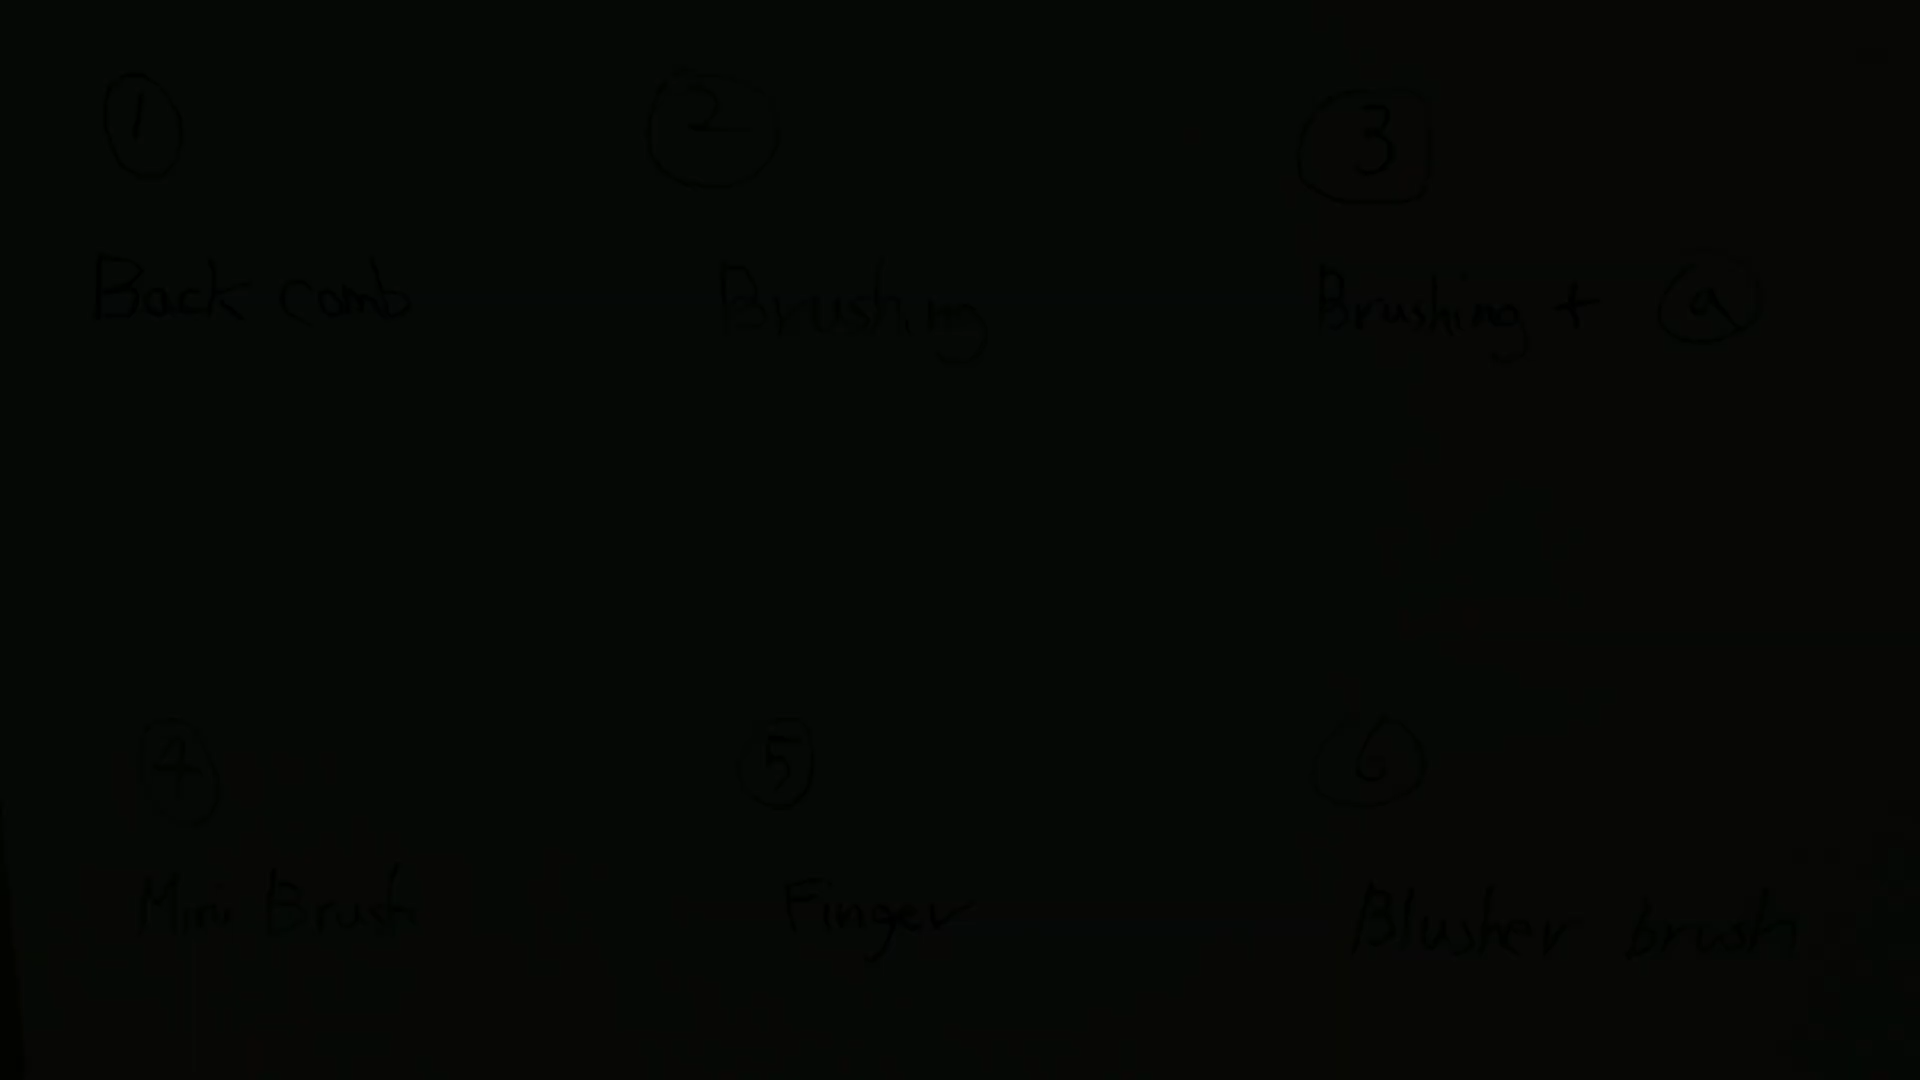 ① ② ③
Back comb Brushing Brushing + ⓐ
④ ⑤ ⑥
Mini Brush Finger Blusher brush